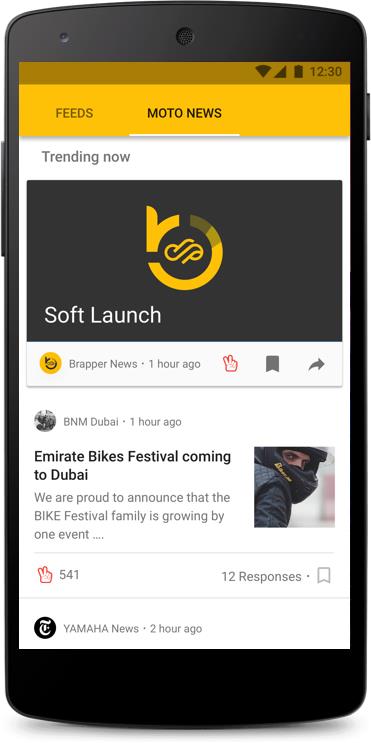 12:30
FEEDS MOTO NEWS
Trending now
Soft Launch
Brapper News · 1 hour ago
BNM Dubai · 1 hour ago
Emirate Bikes Festival coming
to Dubai
We are proud to announce that the
BIKE Festival family is growing by
one event ....
541 12 Responses ·
YAMAHA News · 2 hour ago